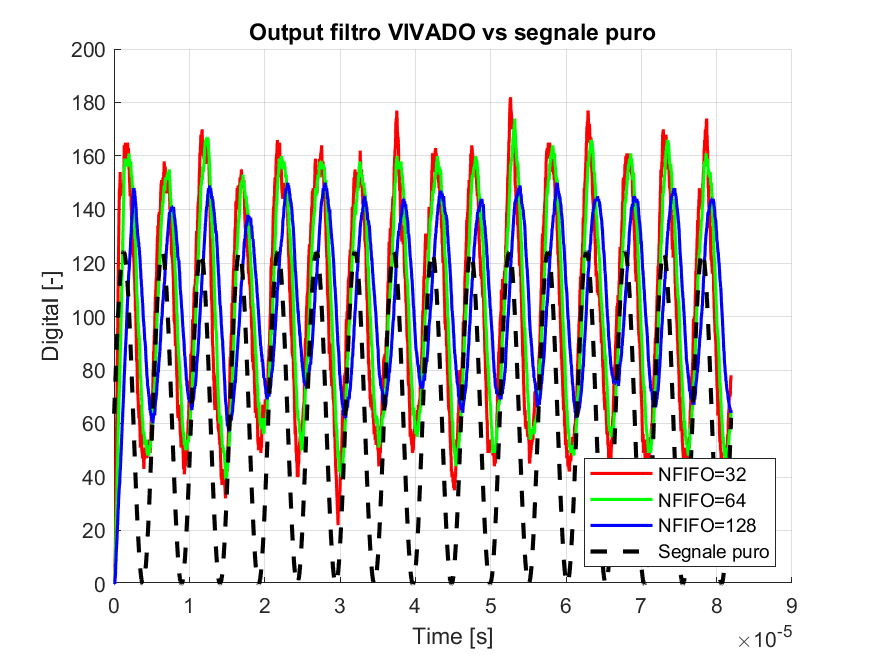 Output filtro VIVADO vs segnale puro
200
180
160
140
120
100
80
60
40
20
0
Digital [-]
NFIFO=32
NFIFO=64
NFIFO=128
Segnale puro
0 1 2 3 4 5 6 7 8 9
Time [s]
×10-5